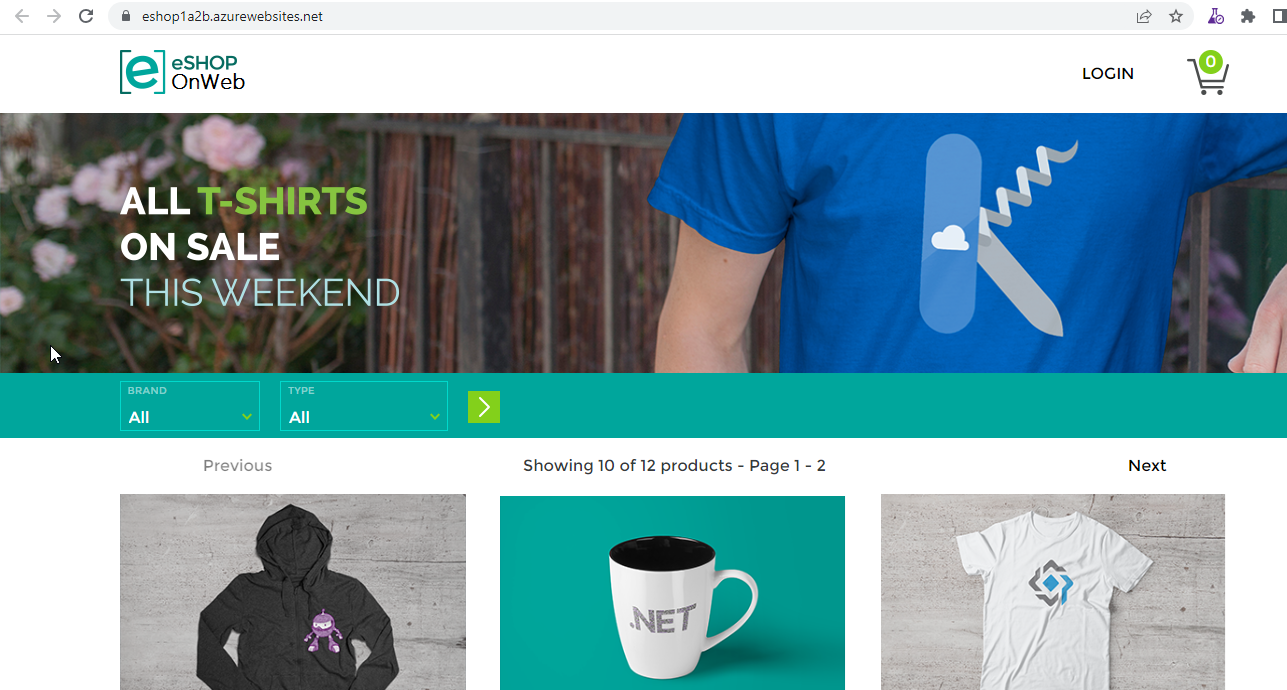 eshop1a2b.azurewebsites.net
[e] eSHOP
OnWeb
LOGIN
0
ALL T-SHIRTS
ON SALE
THIS WEEKEND
BRAND
All
TYPE
All
Previous
Showing 10 of 12 products - Page 1 - 2
Next
.NET